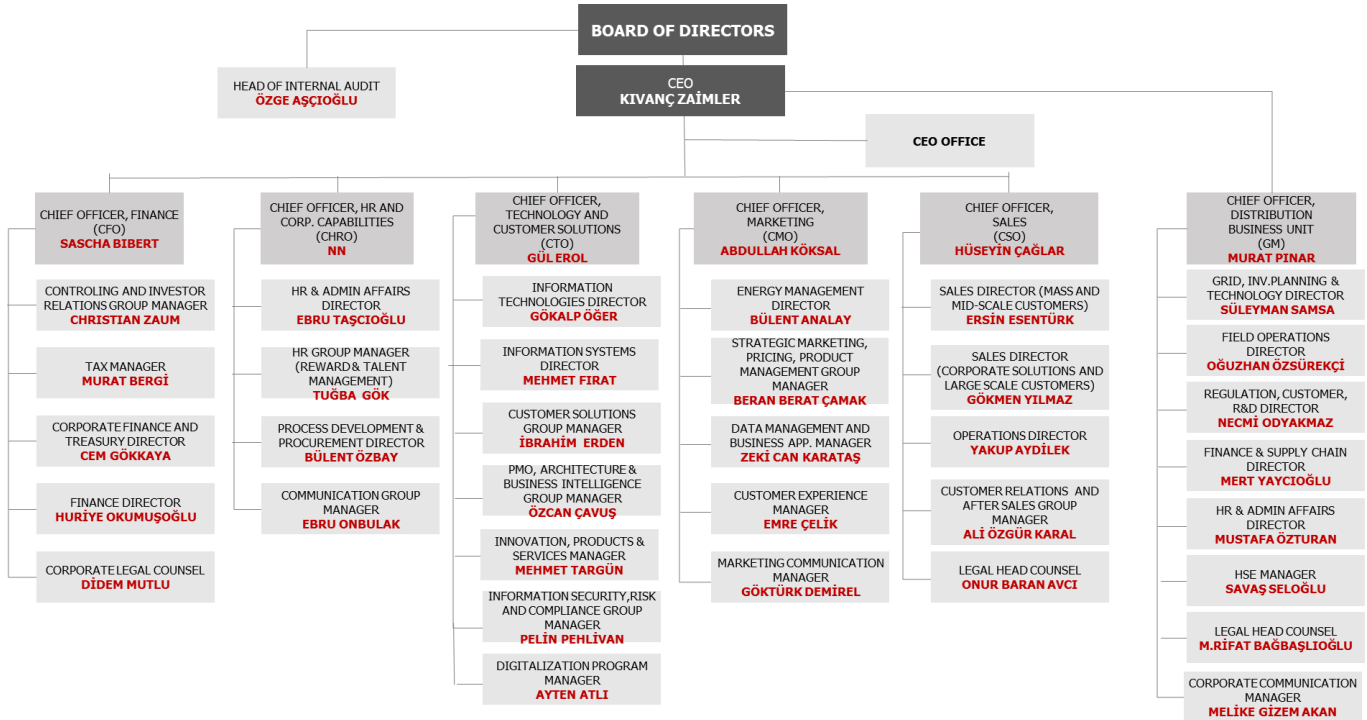 BOARD OF DIRECTORS
HEAD OF INTERNAL AUDIT
ÖZGE AŞÇIOĞLU
CEO
KIVANÇ ZAİMLER
CEO OFFICE
CHIEF OFFICER, FINANCE
(CFO)
SASCHA BIBERT
CONTROLING AND INVESTOR
RELATIONS GROUP MANAGER
CHRISTIAN ZAUM
TAX MANAGER
MURAT BERGİ
CORPORATE FINANCE AND
TREASURY DIRECTOR
CEM GÖKKAYA
FINANCE DIRECTOR
HURİYE OKUMUŞOĞLU
CORPORATE LEGAL COUNSEL
DİDEM MUTLU
CHIEF OFFICER, HR AND
CORP. CAPABILITIES
(CHRO)
NN
HR & ADMIN AFFAIRS
DIRECTOR
EBRU TAŞCIOĞLU
HR GROUP MANAGER
(REWARD & TALENT
MANAGEMENT)
TUĞBA GÖK
PROCESS DEVELOPMENT &
PROCUREMENT DIRECTOR
BÜLENT ÖZBAY
COMMUNICATION GROUP
MANAGER
EBRU ONBULAK
CHIEF OFFICER,
TECHNOLOGY AND
CUSTOMER SOLUTIONS
(CTO)
GÜL EROL
INFORMATION
TECHNOLOGIES DIRECTOR
GÖKALP ÖĞER
INFORMATION SYSTEMS
DIRECTOR
MEHMET FIRAT
CUSTOMER SOLUTIONS
GROUP MANAGER
İBRAHİM ERDEN
PMO, ARCHITECTURE &
BUSINESS INTELLIGENCE
GROUP MANAGER
ÖZCAN ÇAVUŞ
INNOVATION, PRODUCTS &
SERVICES MANAGER
MEHMET TARGÜN
INFORMATION SECURITY,RISK
AND COMPLIANCE GROUP
MANAGER
PELİN PEHLİVAN
DIGITALIZATION PROGRAM
MANAGER
AYTEN ATLI
CHIEF OFFICER,
MARKETING
(CMO)
ABDULLAH KÖKSAL
ENERGY MANAGEMENT
DIRECTOR
BÜLENT ANALAY
STRATEGIC MARKETING,
PRICING, PRODUCT
MANAGEMENT GROUP
MANAGER
BERAN BERAT ÇAMAK
DATA MANAGEMENT AND
BUSINESS APP. MANAGER
ZEKİ CAN KARATAŞ
CUSTOMER EXPERIENCE
MANAGER
EMRE ÇELİK
MARKETING COMMUNICATION
MANAGER
GÖKTÜRK DEMİREL
CHIEF OFFICER,
SALES
(CSO)
HÜSEYİN ÇAĞLAR
SALES DIRECTOR (MASS AND
MID-SCALE CUSTOMERS)
ERSİN ESENTÜRK
SALES DIRECTOR
(CORPORATE SOLUTIONS AND
LARGE SCALE CUSTOMERS)
GÖKMEN YILMAZ
OPERATIONS DIRECTOR
YAKUP AYDİLEK
CUSTOMER RELATIONS AND
AFTER SALES GROUP
MANAGER
ALİ ÖZGÜR KARAL
LEGAL HEAD COUNSEL
ONUR BARAN AVCI
CHIEF OFFICER,
DISTRIBUTION
BUSINESS UNIT
(GM)
MURAT PINAR
GRID, INV.PLANNING &
TECHNOLOGY DIRECTOR
SÜLEYMAN SAMSA
FIELD OPERATIONS
DIRECTOR
OĞUZHAN ÖZSÜREKÇİ
REGULATION, CUSTOMER,
R&D DIRECTOR
NECMİ ODYAKMAZ
FINANCE & SUPPLY CHAIN
DIRECTOR
MERT YAYCIOĞLU
HR & ADMIN AFFAIRS
DIRECTOR
MUSTAFA ÖZTURAN
HSE MANAGER
SAVAŞ SELOĞLU
LEGAL HEAD COUNSEL
M.RİFAT BAĞBAŞLIOĞLU
CORPORATE COMMUNICATION
MANAGER
MELİKE GİZEM AKAN